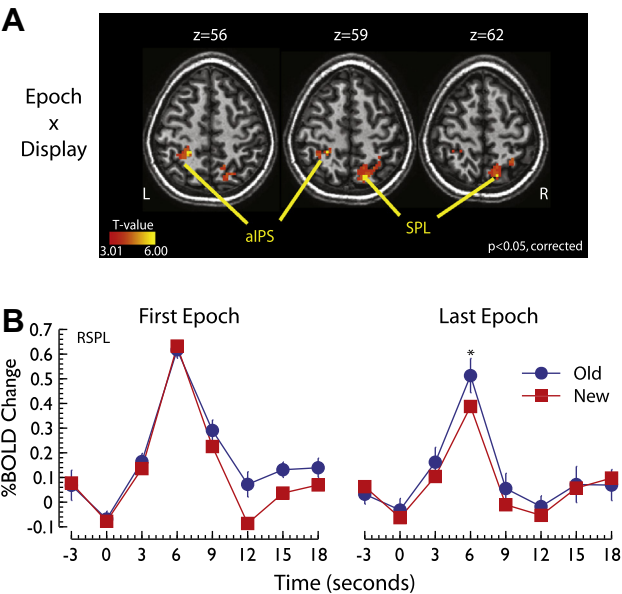 A
z=56
z=59
z=62
Epoch
x
Display
L
R
T-value
3.01
6.00
aIPS
SPL
p<0.05, corrected
B
First Epoch
Last Epoch
RSPL
%BOLD Change
0.7
0.6
0.5
0.4
0.3
0.2
0.1
0
-0.1
*
Old
New
-3 0 3 6 9 12 15 18
-3 0 3 6 9 12 15 18
Time (seconds)